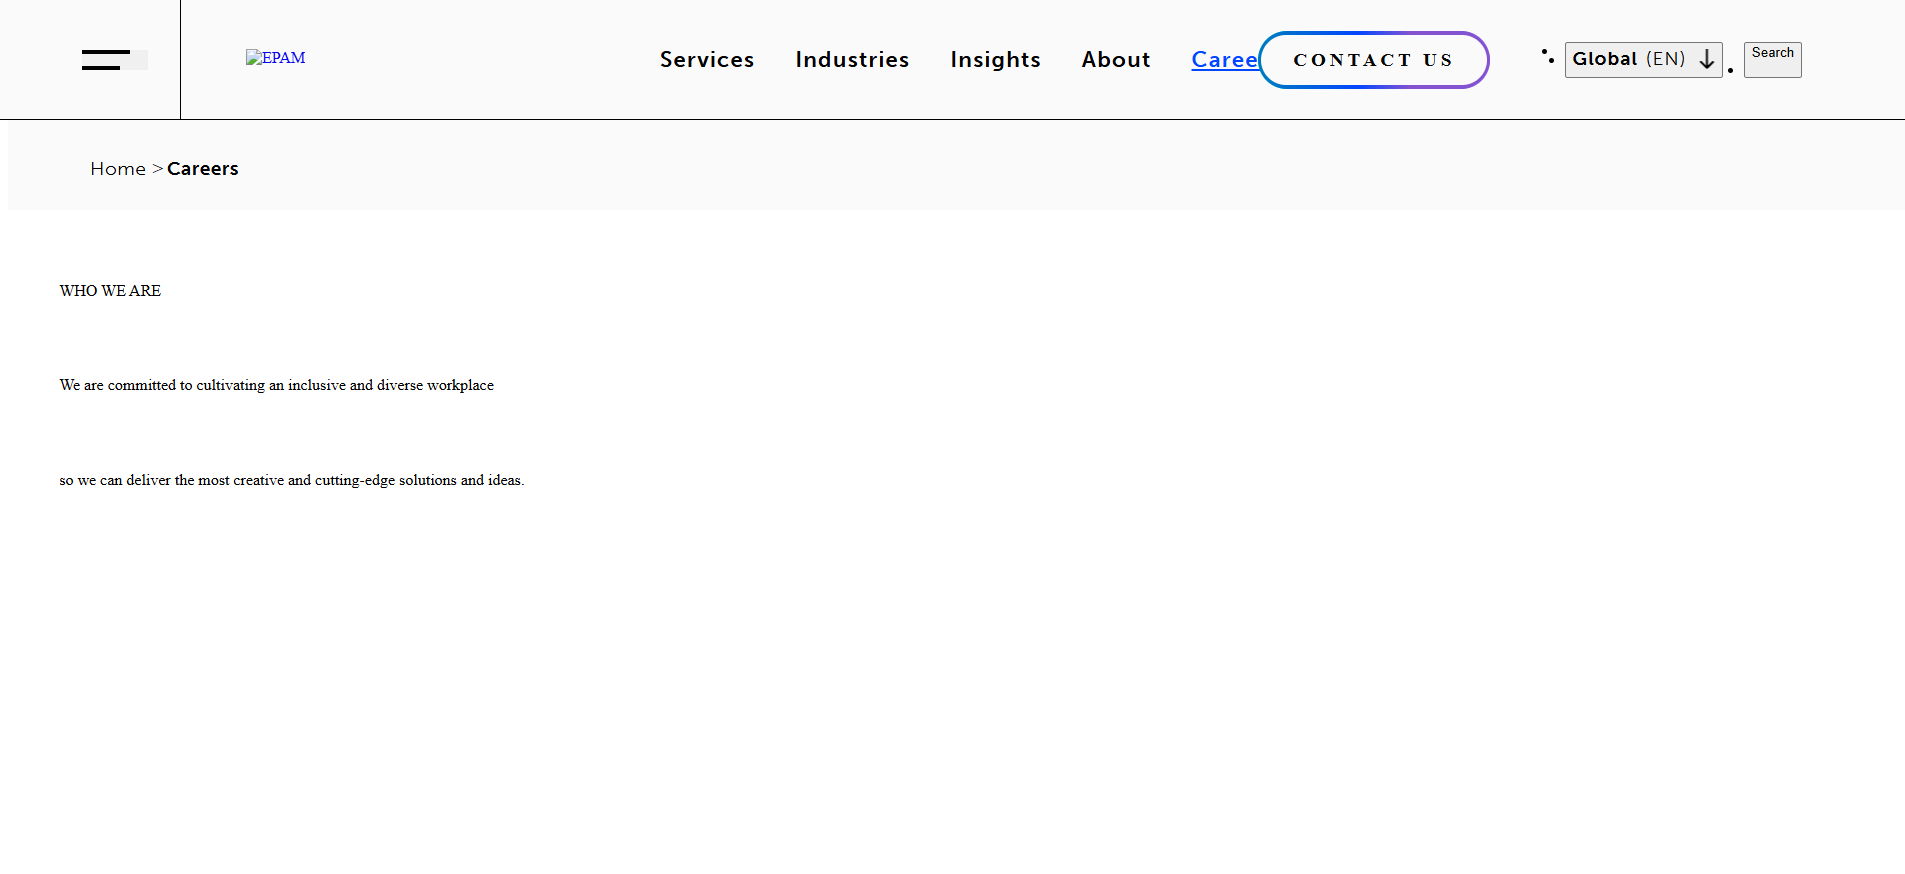 EPAM
Services Industries Insights About Caree
CONTACT US
Global (EN)
Search
Home > Careers
WHO WE ARE
We are committed to cultivating an inclusive and diverse workplace
so we can deliver the most creative and cutting-edge solutions and ideas.